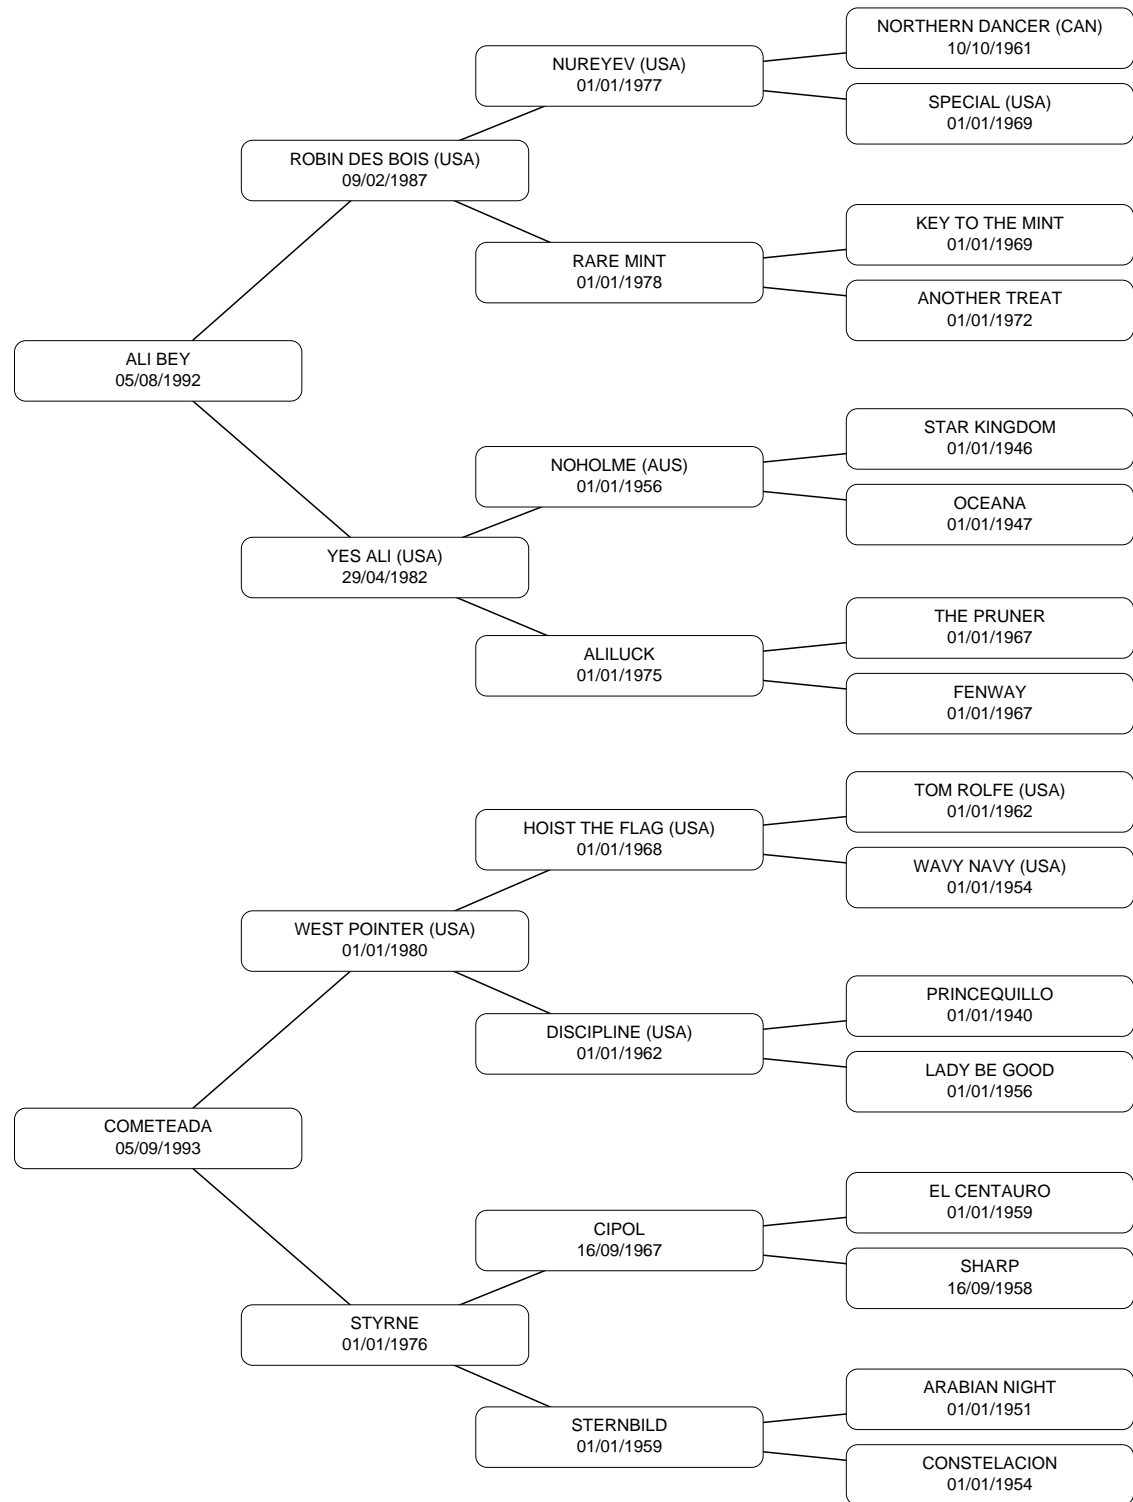 NORTHERN DANCER (CAN)
10/10/1961
NUREYEV (USA)
01/01/1977
SPECIAL (USA)
01/01/1969
ROBIN DES BOIS (USA)
09/02/1987
KEY TO THE MINT
01/01/1969
RARE MINT
01/01/1978
ANOTHER TREAT
01/01/1972
ALI BEY
05/08/1992
STAR KINGDOM
01/01/1946
NOHOLME (AUS)
01/01/1956
OCEANA
01/01/1947
YES ALI (USA)
29/04/1982
THE PRUNER
01/01/1967
ALILUCK
01/01/1975
FENWAY
01/01/1967
TOM ROLFE (USA)
01/01/1962
HOIST THE FLAG (USA)
01/01/1968
WAVY NAVY (USA)
01/01/1954
WEST POINTER (USA)
01/01/1980
PRINCEQUILLO
01/01/1940
DISCIPLINE (USA)
01/01/1962
LADY BE GOOD
01/01/1956
COMETEADA
05/09/1993
EL CENTAURO
01/01/1959
CIPOL
16/09/1967
SHARP
16/09/1958
STYRNE
01/01/1976
ARABIAN NIGHT
01/01/1951
STERNBILD
01/01/1959
CONSTELACION
01/01/1954